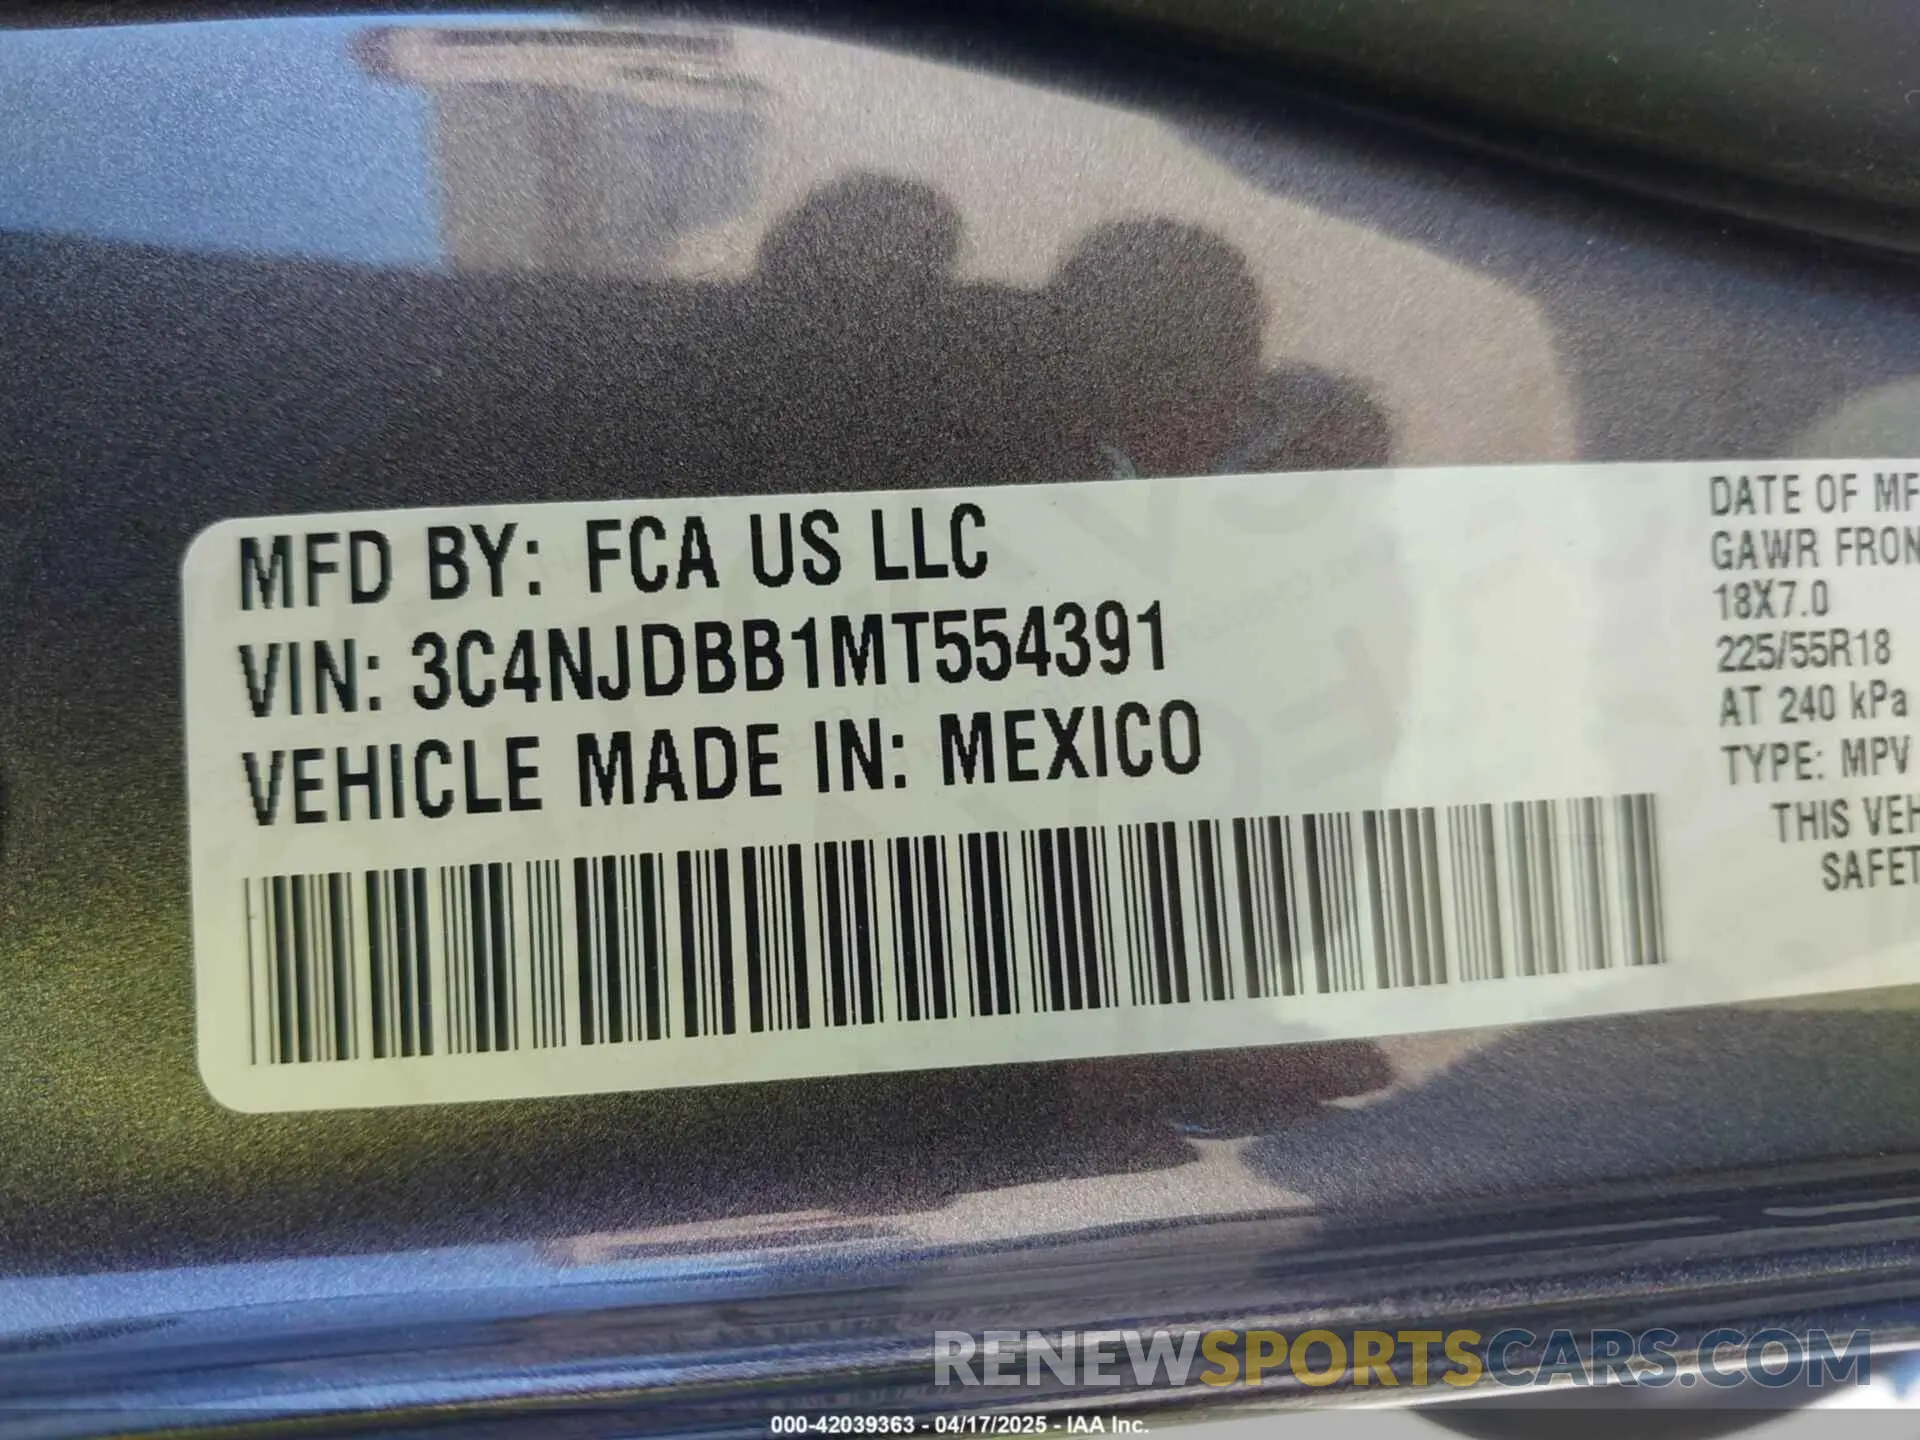 MFD BY: FCA US LLC
VIN: 3C4NJDBB1MT554391
VEHICLE MADE IN: MEXICO
DATE OF MF
GAWR FRON
18X7.0
225/55R18
AT 240 kPa
TYPE: MPV
THIS VEH
SAFET
RENEWSPORTSCARS.COM
000-42039363 - 04/17/2025 - IAA Inc.